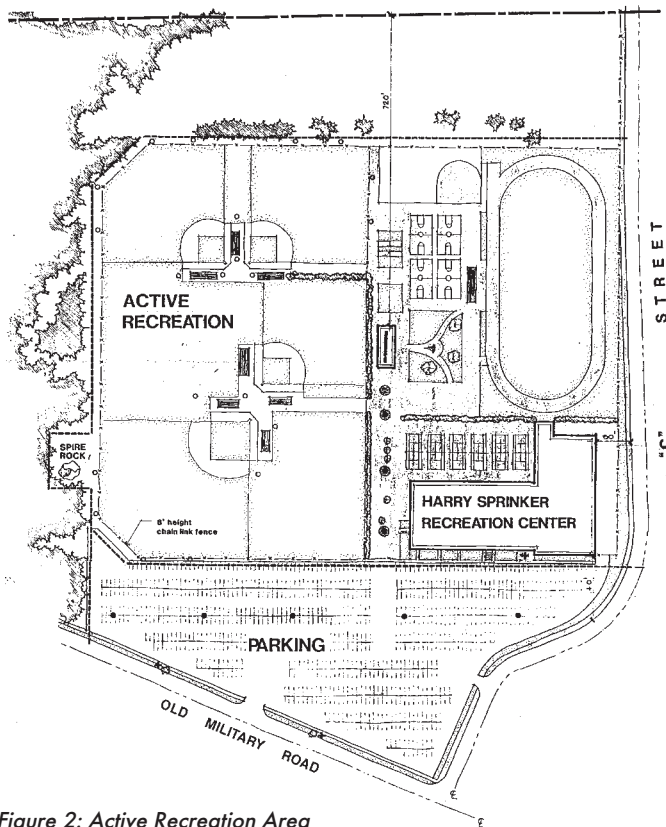 720'
ACTIVE
RECREATION
SPIRE
ROCK
8' height
chain link fence
HARRY SPRINKER
RECREATION CENTER
PARKING
OLD MILITARY ROAD
"C" STREET
Figure 2: Active Recreation Area